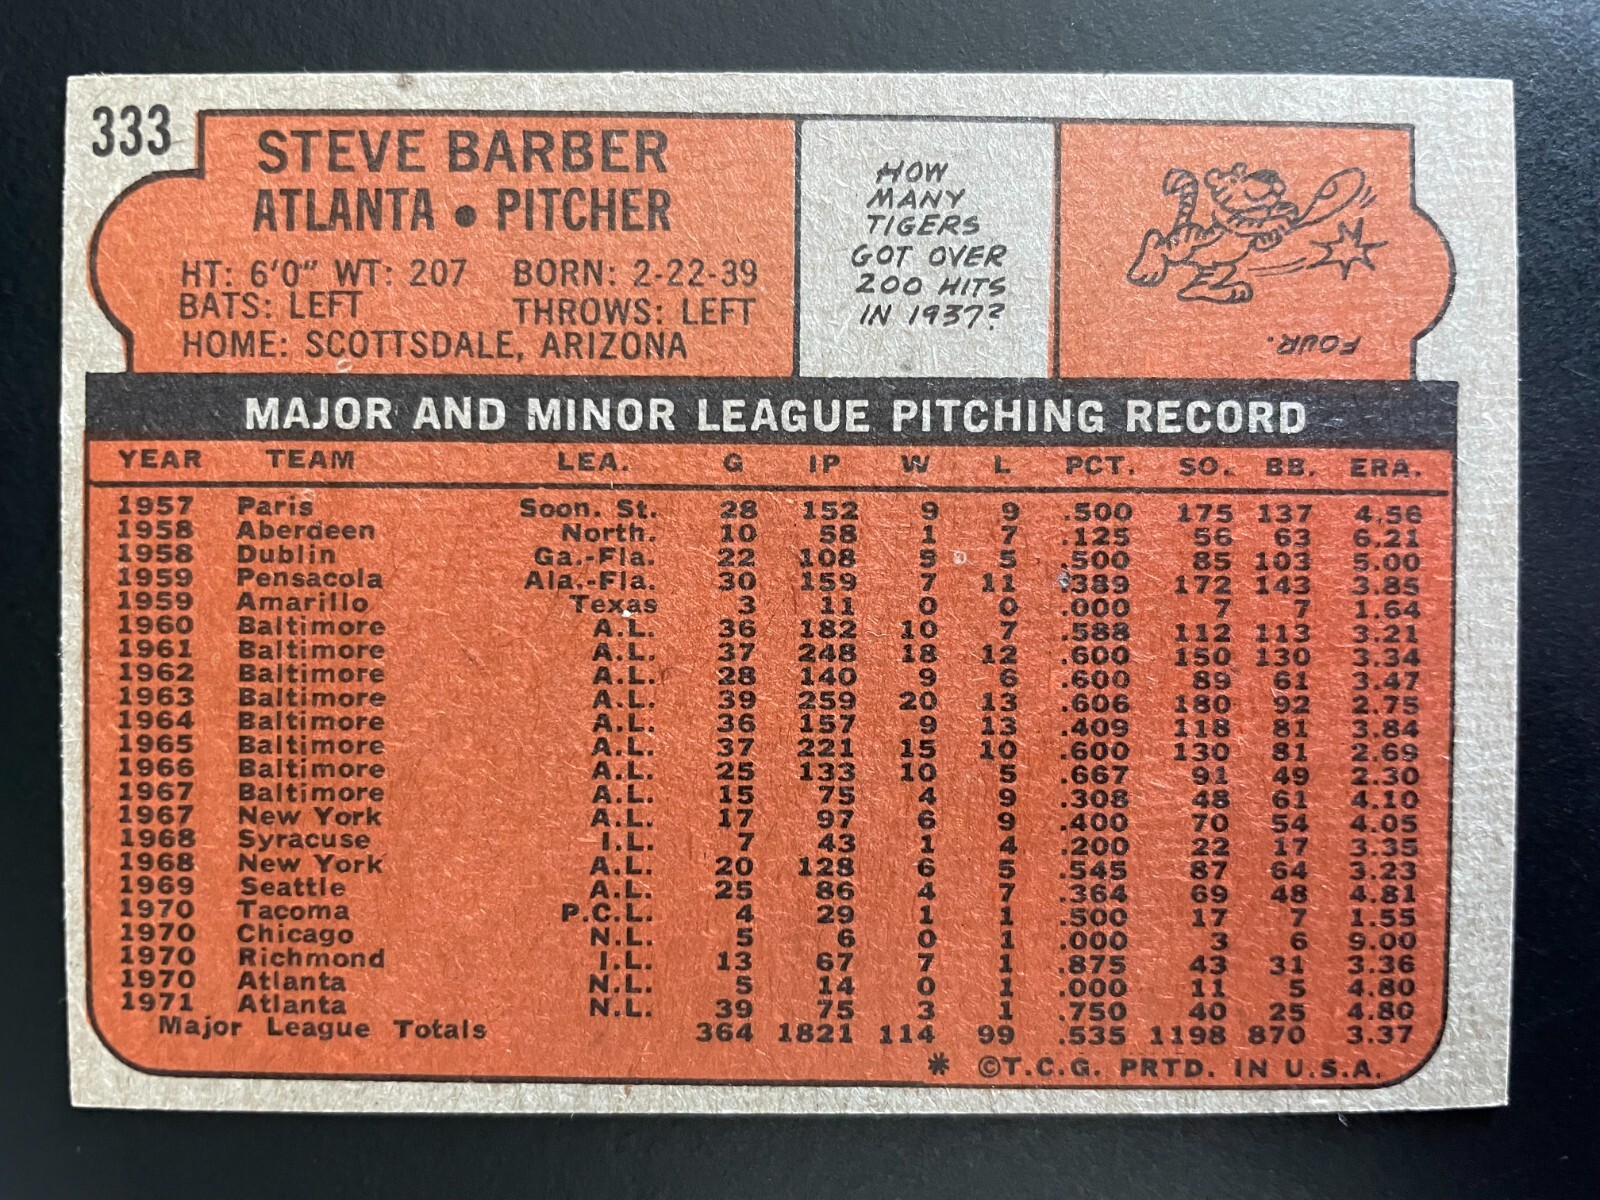 333
STEVE BARBER
ATLANTA • PITCHER
HT: 6'0" WT: 207 BORN: 2-22-39
BATS: LEFT THROWS: LEFT
HOME: SCOTTSDALE, ARIZONA
HOW
MANY
TIGERS
GOT OVER
200 HITS
IN 1937?
FOUR.
MAJOR AND MINOR LEAGUE PITCHING RECORD
YEAR TEAM LEA. G IP W L PCT. SO. BB. ERA.
1957 Paris Soon. St. 28 152 9 9 .500 175 137 4.56
1958 Aberdeen North. 10 58 1 7 .125 56 63 6.21
1958 Dublin Ga.-Fla. 22 108 5 5 .500 85 103 5.00
1959 Pensacola Ala.-Fla. 30 159 7 11 .389 172 143 3.85
1959 Amarillo Texas 3 11 0 0 .000 7 7 1.64
1960 Baltimore A.L. 36 182 10 7 .588 112 113 3.21
1961 Baltimore A.L. 37 248 18 12 .600 150 130 3.34
1962 Baltimore A.L. 28 140 9 6 .600 89 61 3.47
1963 Baltimore A.L. 39 259 20 13 .606 180 92 2.75
1964 Baltimore A.L. 36 157 9 13 .409 118 81 3.84
1965 Baltimore A.L. 37 221 15 10 .600 130 81 2.69
1966 Baltimore A.L. 25 133 10 5 .667 91 49 2.30
1967 Baltimore A.L. 15 75 4 9 .308 48 61 4.10
1967 New York A.L. 17 97 6 9 .400 70 54 4.05
1968 Syracuse I.L. 7 43 1 4 .200 22 17 3.35
1968 New York A.L. 20 128 6 5 .545 87 64 3.23
1969 Seattle A.L. 25 86 4 7 .364 69 48 4.81
1970 Tacoma P.C.L. 4 29 1 1 .500 17 7 1.55
1970 Chicago N.L. 5 6 0 1 .000 3 6 9.00
1970 Richmond I.L. 13 67 7 1 .875 43 31 3.36
1970 Atlanta N.L. 5 14 0 1 .000 11 5 4.80
1971 Atlanta N.L. 39 75 3 1 .750 40 25 4.80
Major League Totals 364 1821 114 99 .535 1198 870 3.37
* ©T.C.G. PRTD. IN U.S.A.